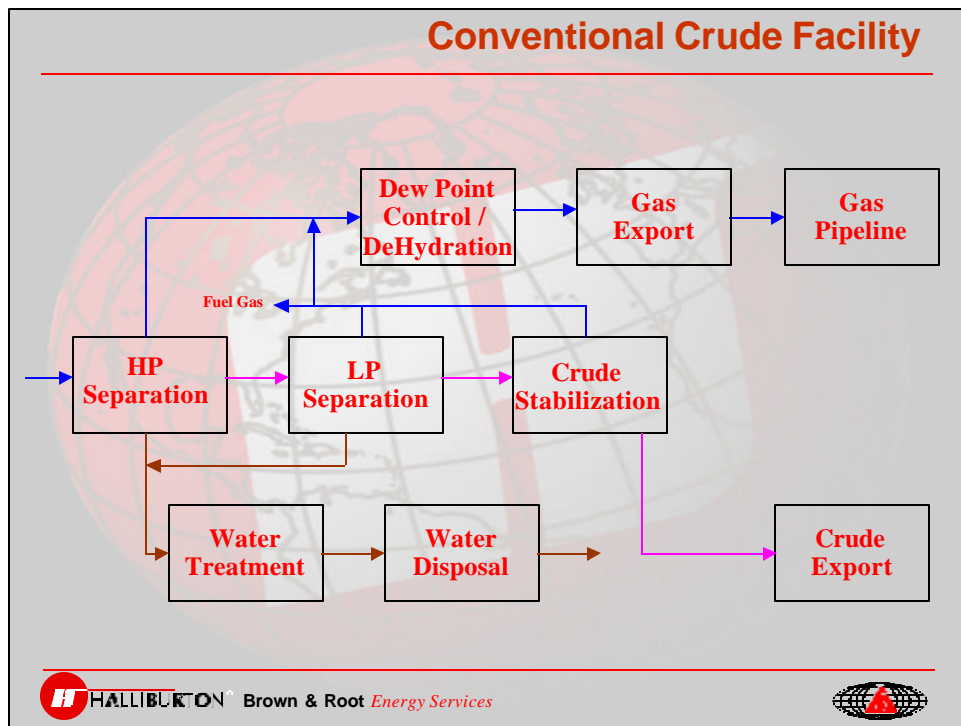 Conventional Crude Facility
Dew Point
Control /
DeHydration
Gas
Export
Gas
Pipeline
Fuel Gas
HP
Separation
LP
Separation
Crude
Stabilization
Water
Treatment
Water
Disposal
Crude
Export
HALLIBURTON Brown & Root Energy Services